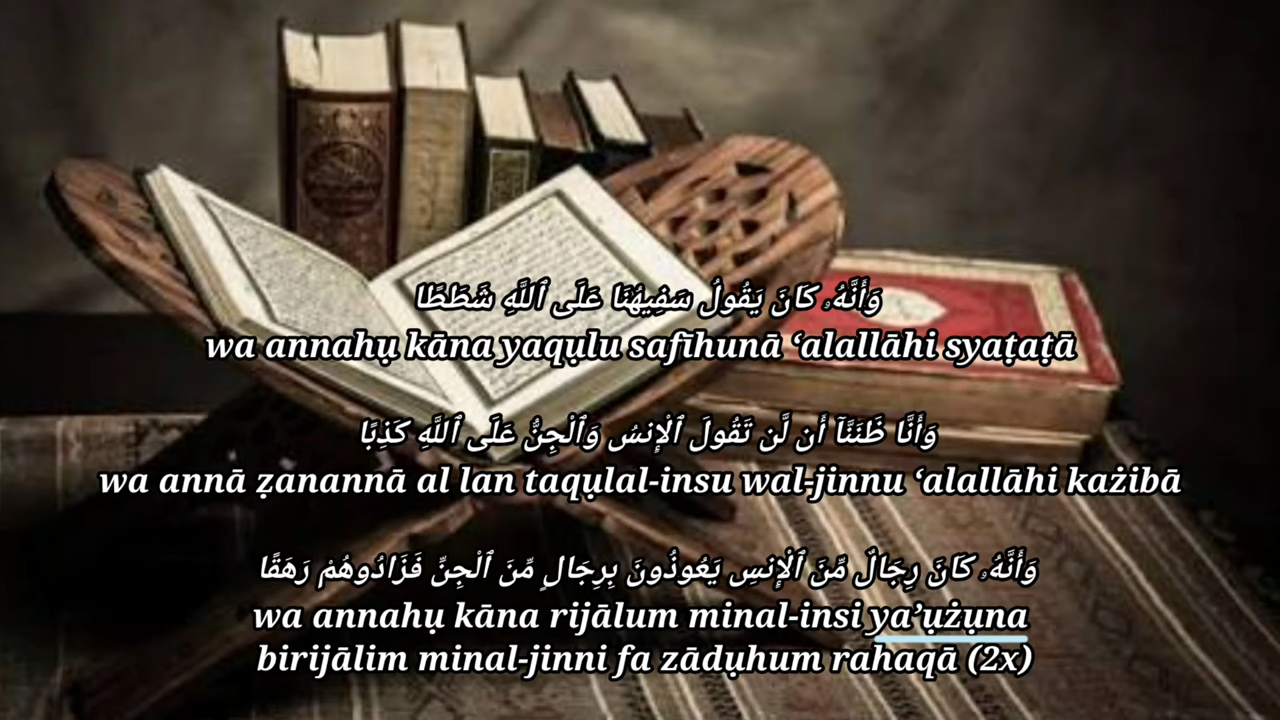 وَأَنَّهُۥ كَانَ يَقُولُ سَفِيهُنَا عَلَى ٱللَّهِ شَطَطًا
wa annahụ kāna yaqụlu safīhunā ‘alallāhi syaṭaṭā
وَأَنَّا ظَنَنَّآ أَن لَّن تَقُولَ ٱلْإِنسُ وَٱلْجِنُّ عَلَى ٱللَّهِ كَذِبًا
wa annā ẓanannā al lan taqụlal-insu wal-jinnu ‘alallāhi każibā
وَأَنَّهُۥ كَانَ رِجَالٌ مِّنَ ٱلْإِنسِ يَعُوذُونَ بِرِجَالٍ مِّنَ ٱلْجِنِّ فَزَادُوهُمْ رَهَقًا
wa annahụ kāna rijālum minal-insi ya’ụżụna
birijālim minal-jinni fa zādụhum rahaqā (2x)